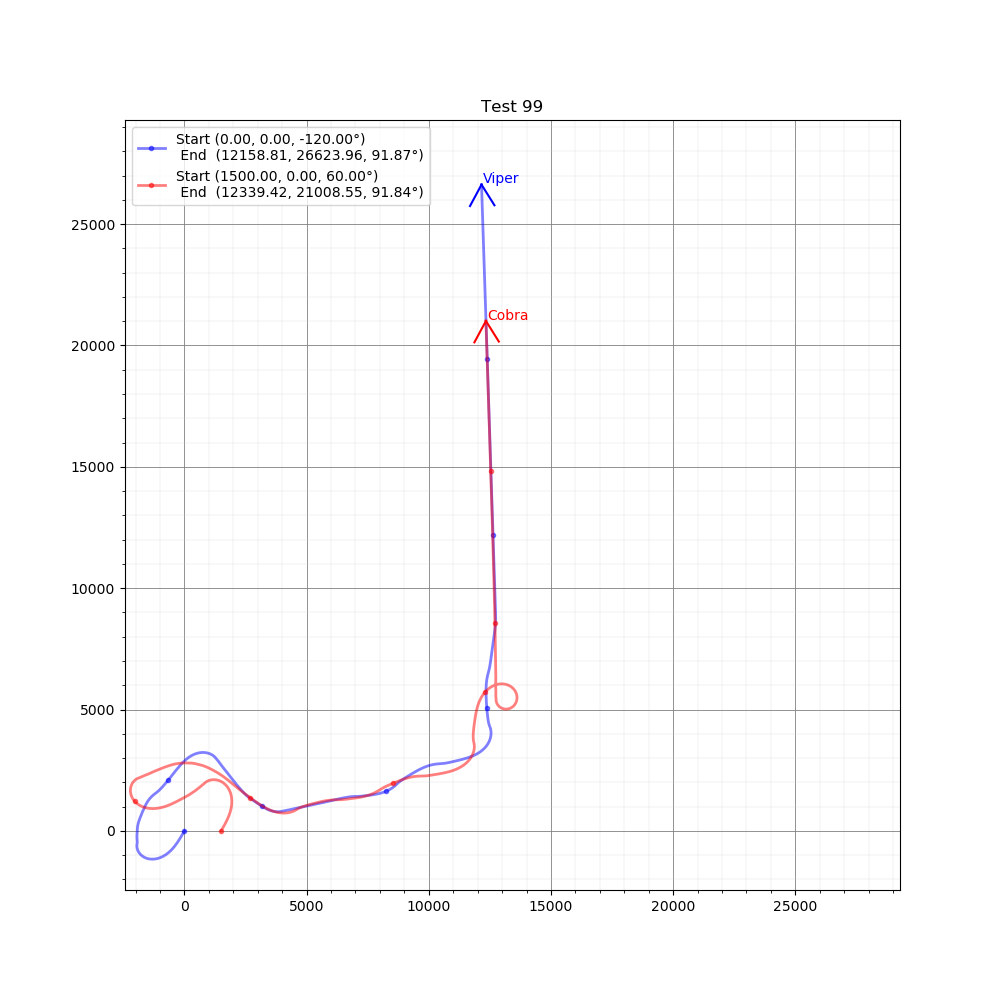 Test 99
Start (0.00, 0.00, -120.00°)
End  (12158.81, 26623.96, 91.87°)
Start (1500.00, 0.00, 60.00°)
End  (12339.42, 21008.55, 91.84°)
Viper
Cobra
25000
20000
15000
10000
5000
0
0 5000 10000 15000 20000 25000